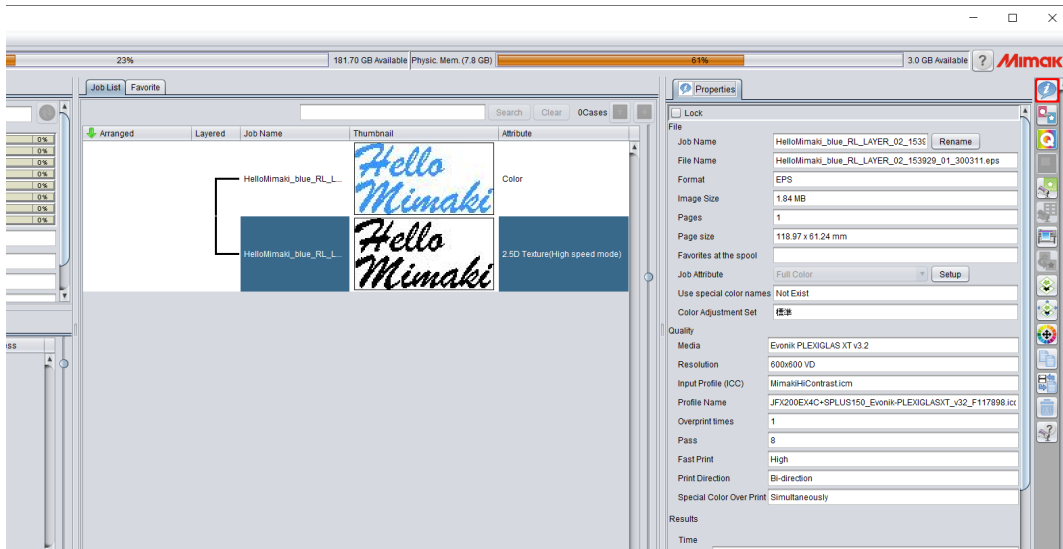 23%
181.70 GB Available
Physic. Mem. (7.8 GB)
61%
3.0 GB Available
?
Job List
Favorite
Search
Clear
0Cases
Arranged
Layered
Job Name
Thumbnail
Attribute
HelloMimaki_blue_RL_L...
Hello
Mimaki
Color
HelloMimaki_blue_RL_L...
Hello
Mimaki
2.5D Texture(High speed mode)
0%
0%
0%
0%
0%
0%
0%
0%
Properties
Lock
File
Job Name
HelloMimaki_blue_RL_LAYER_02_153
Rename
File Name
HelloMimaki_blue_RL_LAYER_02_153929_01_300311.eps
Format
EPS
Image Size
1.84 MB
Pages
1
Page size
118.97 x 61.24 mm
Favorites at the spool
Job Attribute
Full Color
Setup
Use special color names
Not Exist
Color Adjustment Set
標準
Quality
Media
Evonik PLEXIGLAS XT v3.2
Resolution
600x600 VD
Input Profile (ICC)
MimakiHiContrast.icm
Profile Name
JFX200EX4C+SPLUS150_Evonik-PLEXIGLASXT_v32_F117898.icc
Overprint times
1
Pass
8
Fast Print
High
Print Direction
Bi-direction
Special Color Over Print
Simultaneously
Results
Time